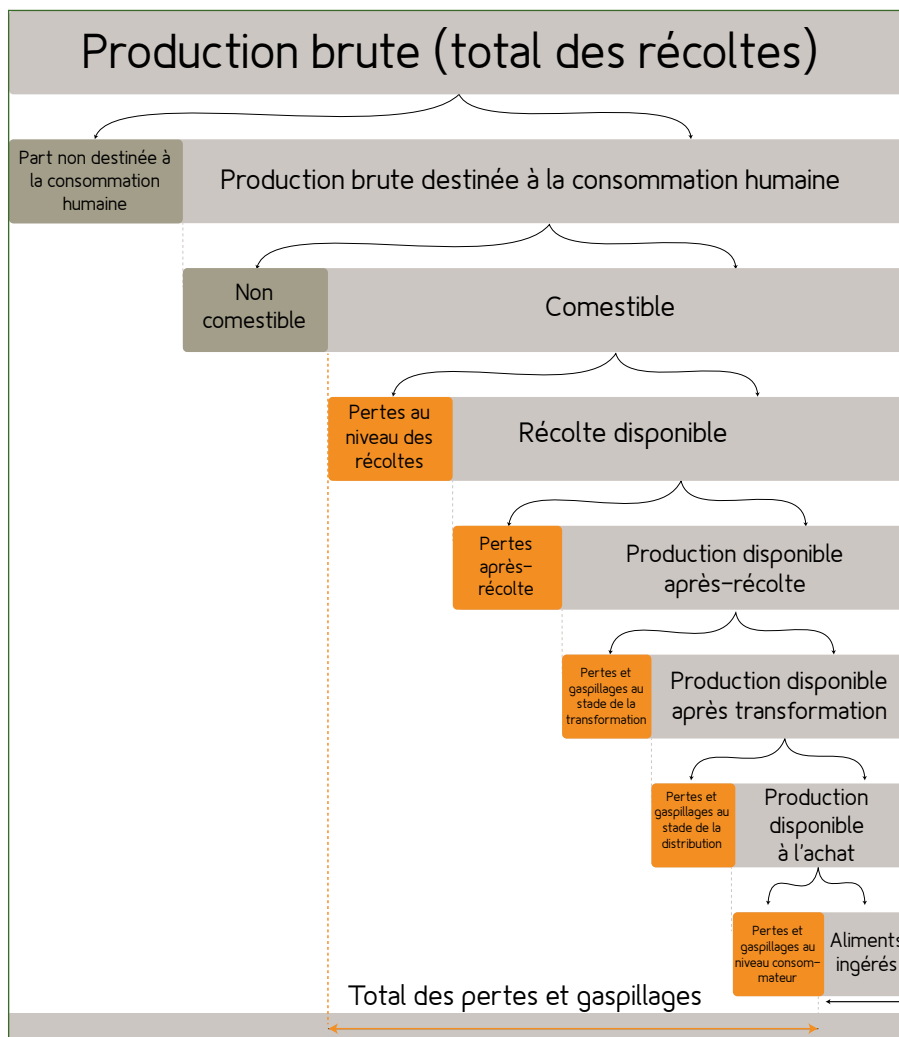 Production brute (total des récoltes)
Part non destinée à
la consommation
humaine
Production brute destinée à la consommation humaine
Non
comestible
Comestible
Pertes au
niveau des
récoltes
Récolte disponible
Pertes
après-
récolte
Production disponible
après-récolte
Pertes et
gaspillages au
stade de la
transformation
Production disponible
après transformation
Pertes et
gaspillages au
stade de la
distribution
Production
disponible
à l'achat
Pertes et
gaspillages au
niveau consom-
mateur
Aliments
ingérés
Total des pertes et gaspillages